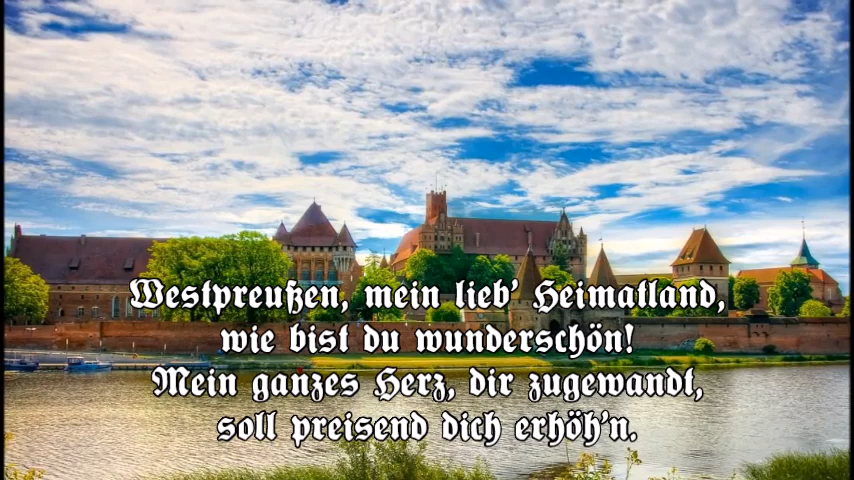 Westpreußen, mein lieb' Heimatland,
wie bist du wunderschön!
Mein ganzes Herz, dir zugewandt,
soll preisend dich erhöh'n.